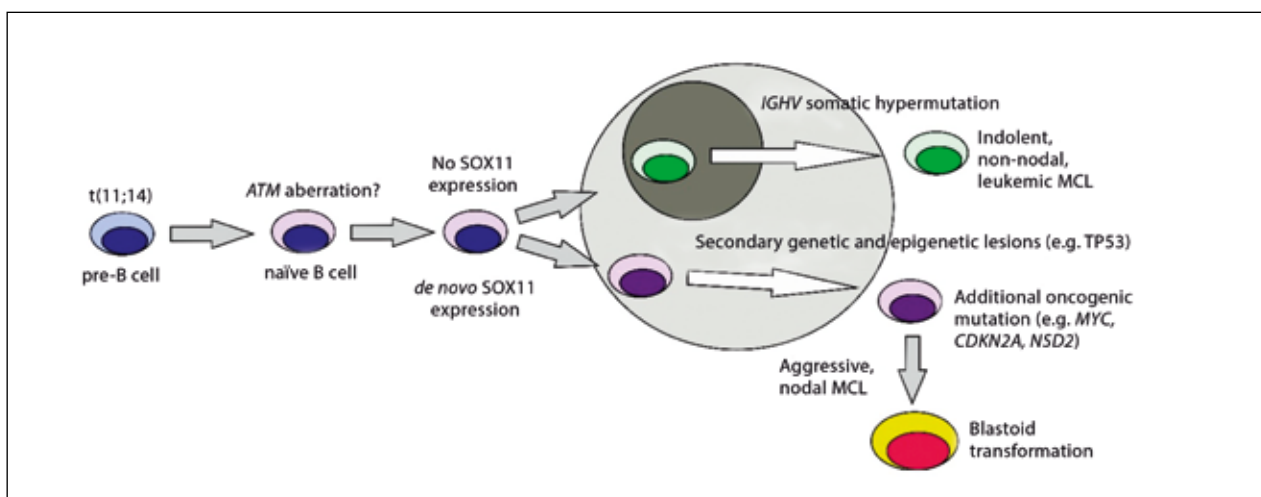 t(11;14)
pre-B cell
ATM aberration?
naïve B cell
No SOX11
expression
de novo SOX11
expression
IGHV somatic hypermutation
Indolent,
non-nodal,
leukemic MCL
Secondary genetic and epigenetic lesions (e.g. TP53)
Additional oncogenic
mutation (e.g. MYC,
CDKN2A, NSD2)
Aggressive,
nodal MCL
Blastoid
transformation